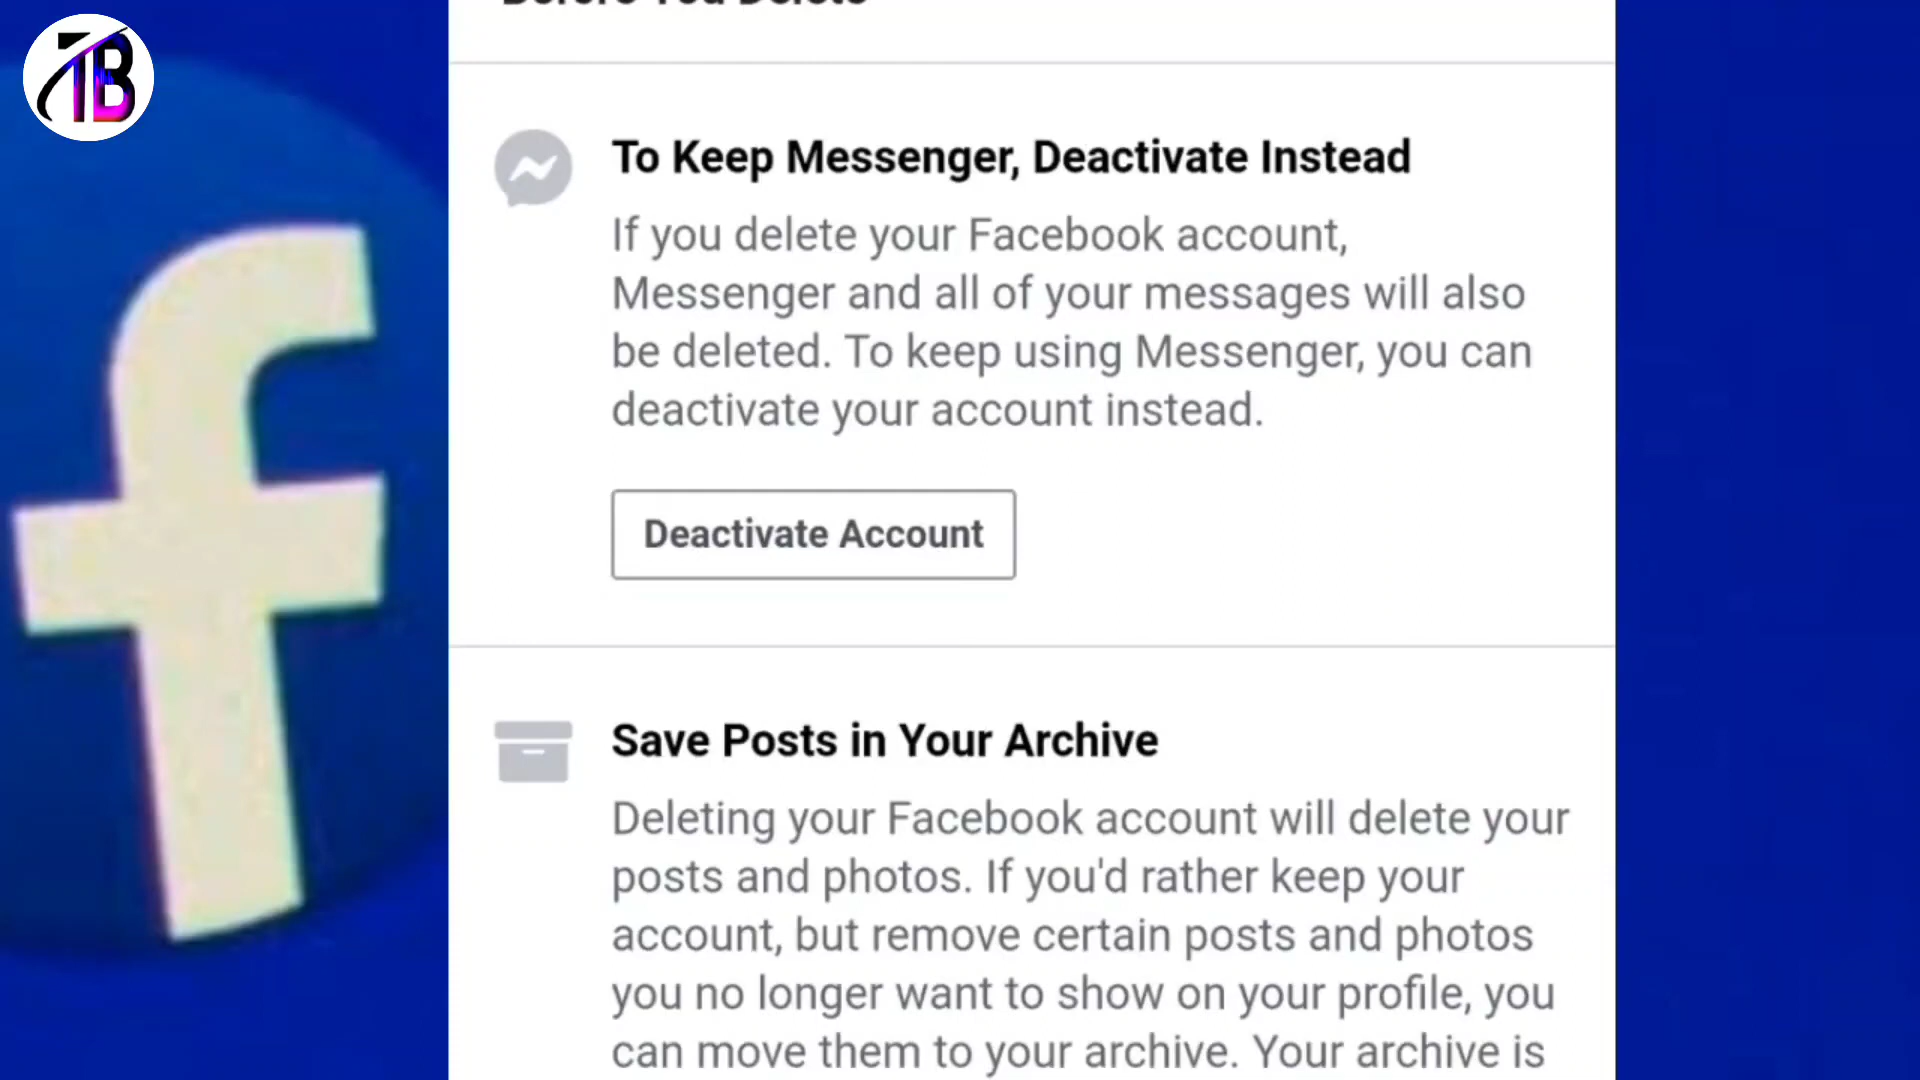 Before You Delete
TB
To Keep Messenger, Deactivate Instead
If you delete your Facebook account,
Messenger and all of your messages will also
be deleted. To keep using Messenger, you can
deactivate your account instead.
Deactivate Account
Save Posts in Your Archive
Deleting your Facebook account will delete your
posts and photos. If you'd rather keep your
account, but remove certain posts and photos
you no longer want to show on your profile, you
can move them to your archive. Your archive is
f